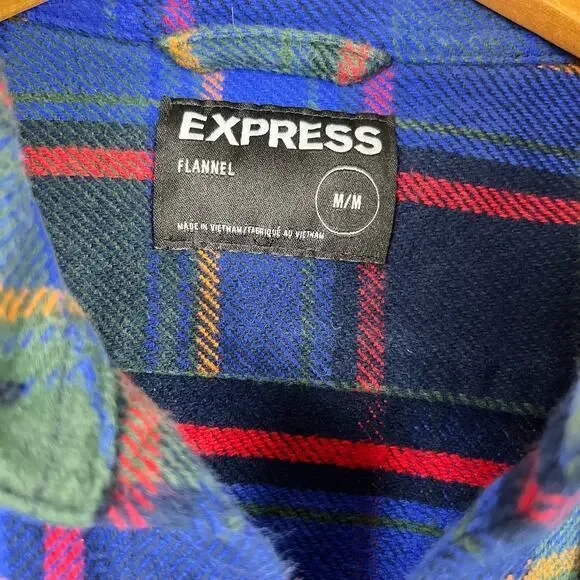 EXPRESS
FLANNEL
M/M
MADE IN VIETNAM/FABRIQUÉ AU VIETNAM